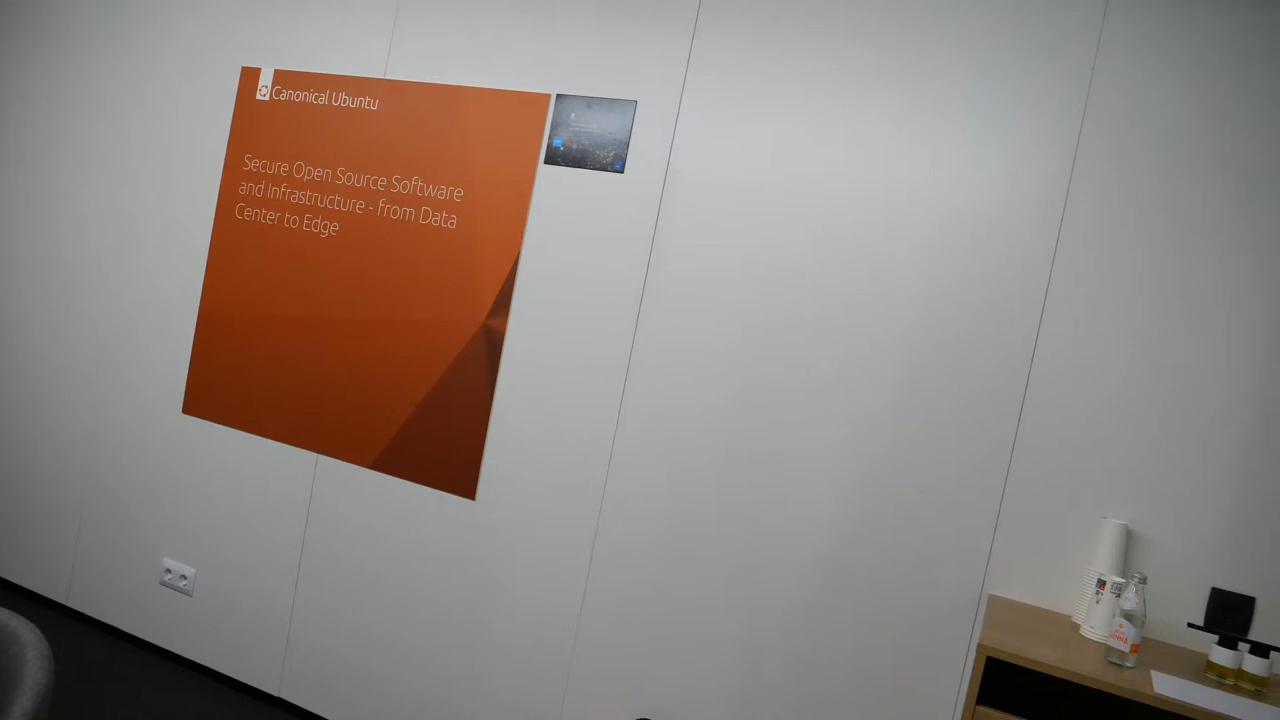 Canonical Ubuntu
Secure Open Source Software
and Infrastructure - from Data
Center to Edge